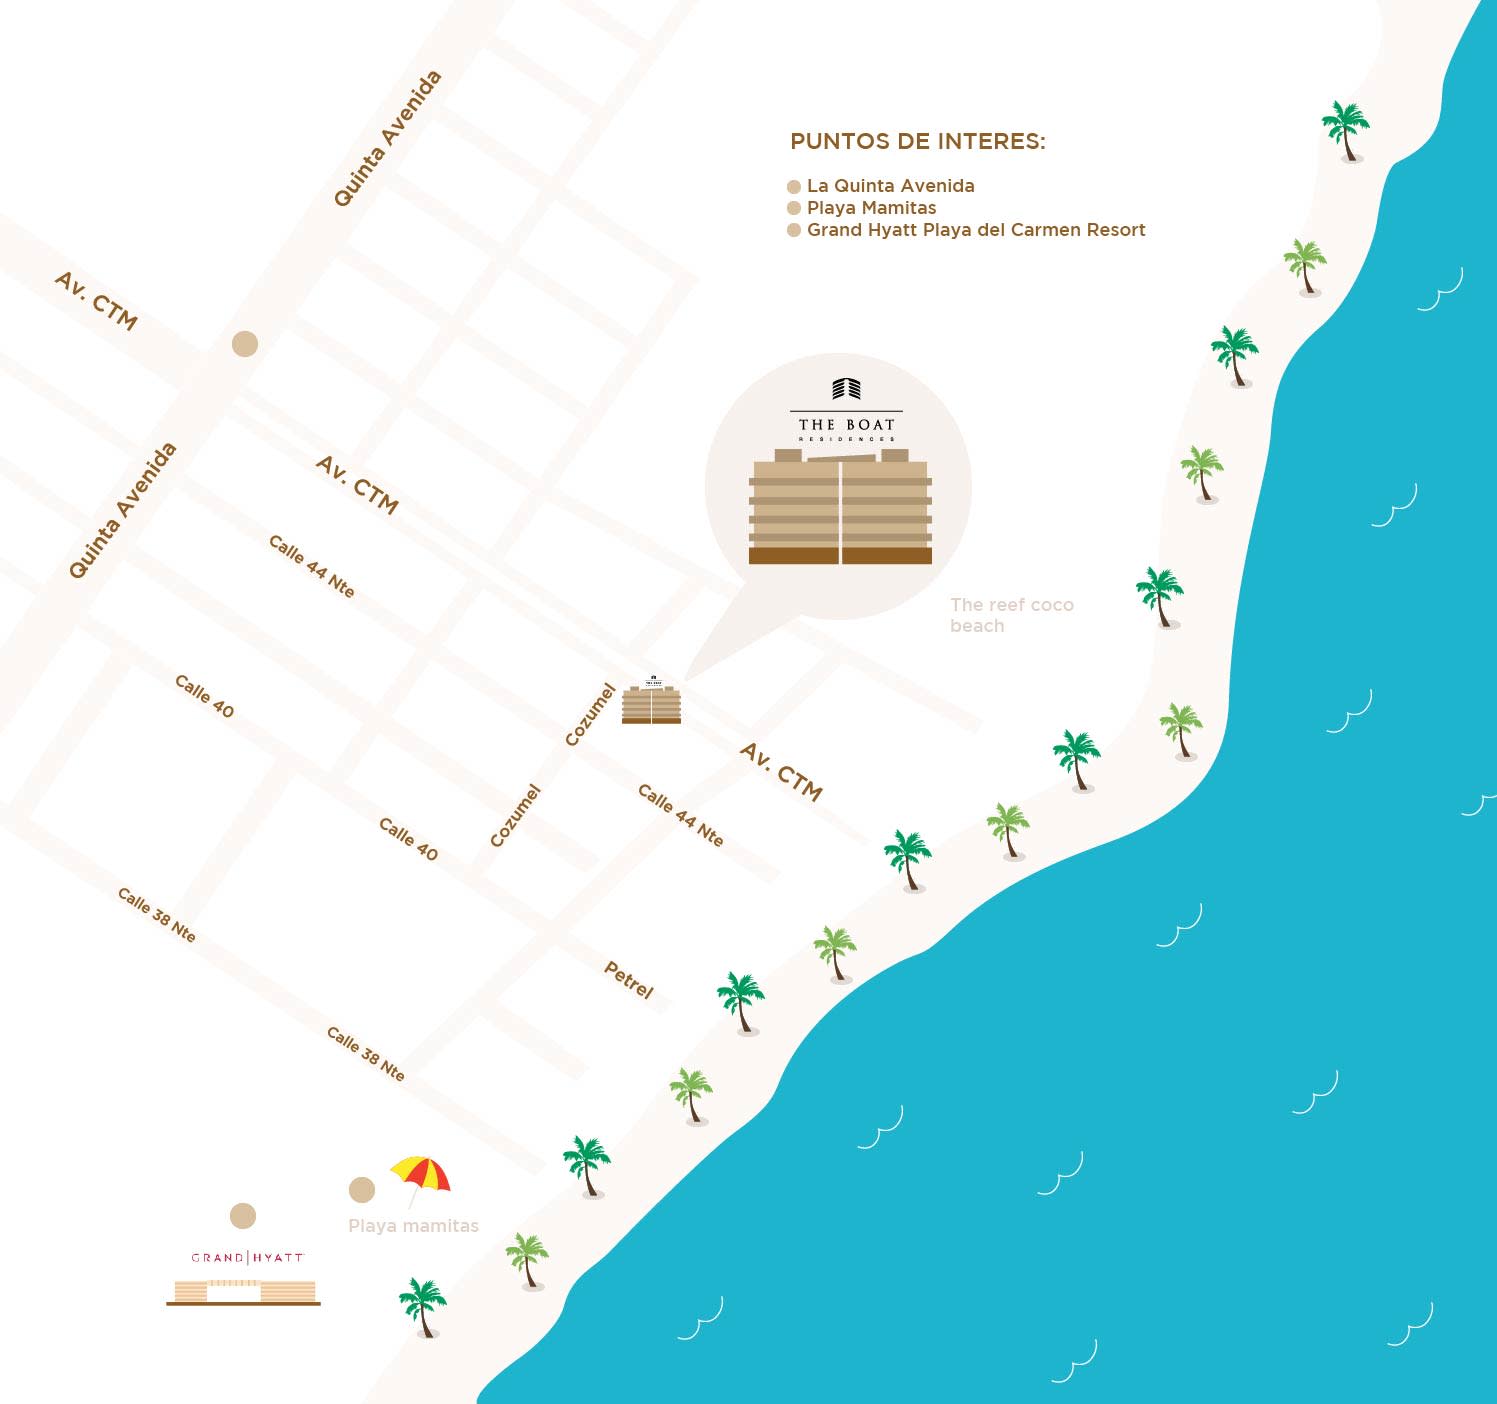 Quinta Avenida
PUNTOS DE INTERES:
La Quinta Avenida
Playa Mamitas
Grand Hyatt Playa del Carmen Resort
Av. CTM
THE BOAT
RESIDENCES
Quinta Avenida
Av. CTM
Calle 44 Nte
The reef coco
beach
Calle 40
Cozumel
THE BOAT
Av. CTM
Cozumel
Calle 44 Nte
Calle 40
Calle 38 Nte
Petrel
Calle 38 Nte
Playa mamitas
GRAND|HYATT